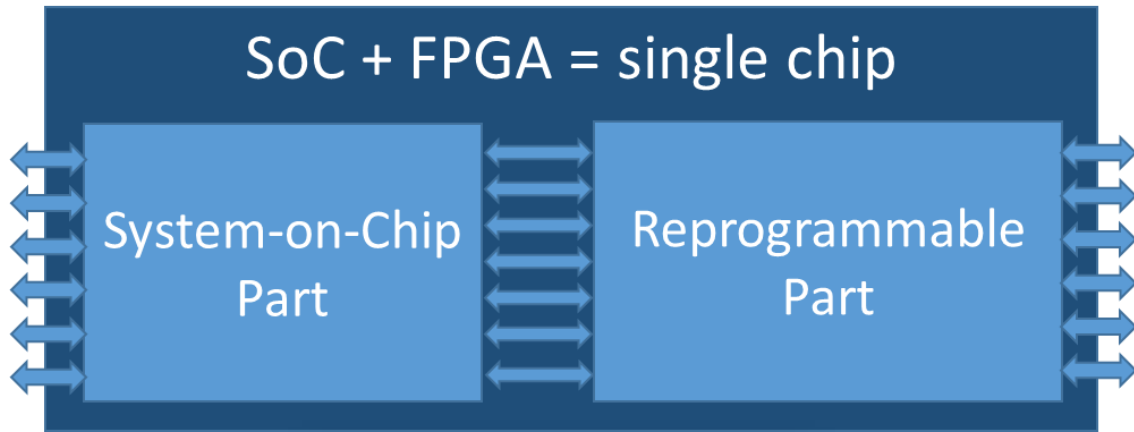 SoC + FPGA = single chip
System-on-Chip
Part
Reprogrammable
Part